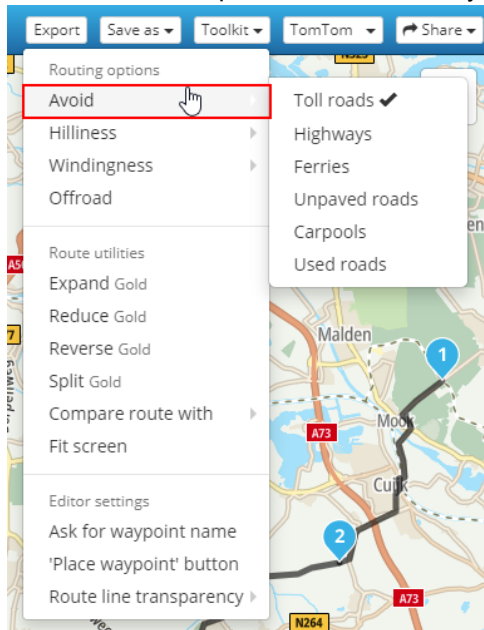 Export Save as Toolkit TomTom Share
N323
Routing options
Avoid
Hilliness
Windingness
Offroad
Toll roads ✔
Highways
Ferries
Unpaved roads
Carpools
Used roads
Route utilities
Expand Gold
Reduce Gold
Reverse Gold
Split Gold
Compare route with
Fit screen
Editor settings
Ask for waypoint name
'Place waypoint' button
Route line transparency
Malden
1
Mook
A73
Cuijk
2
A73
N264